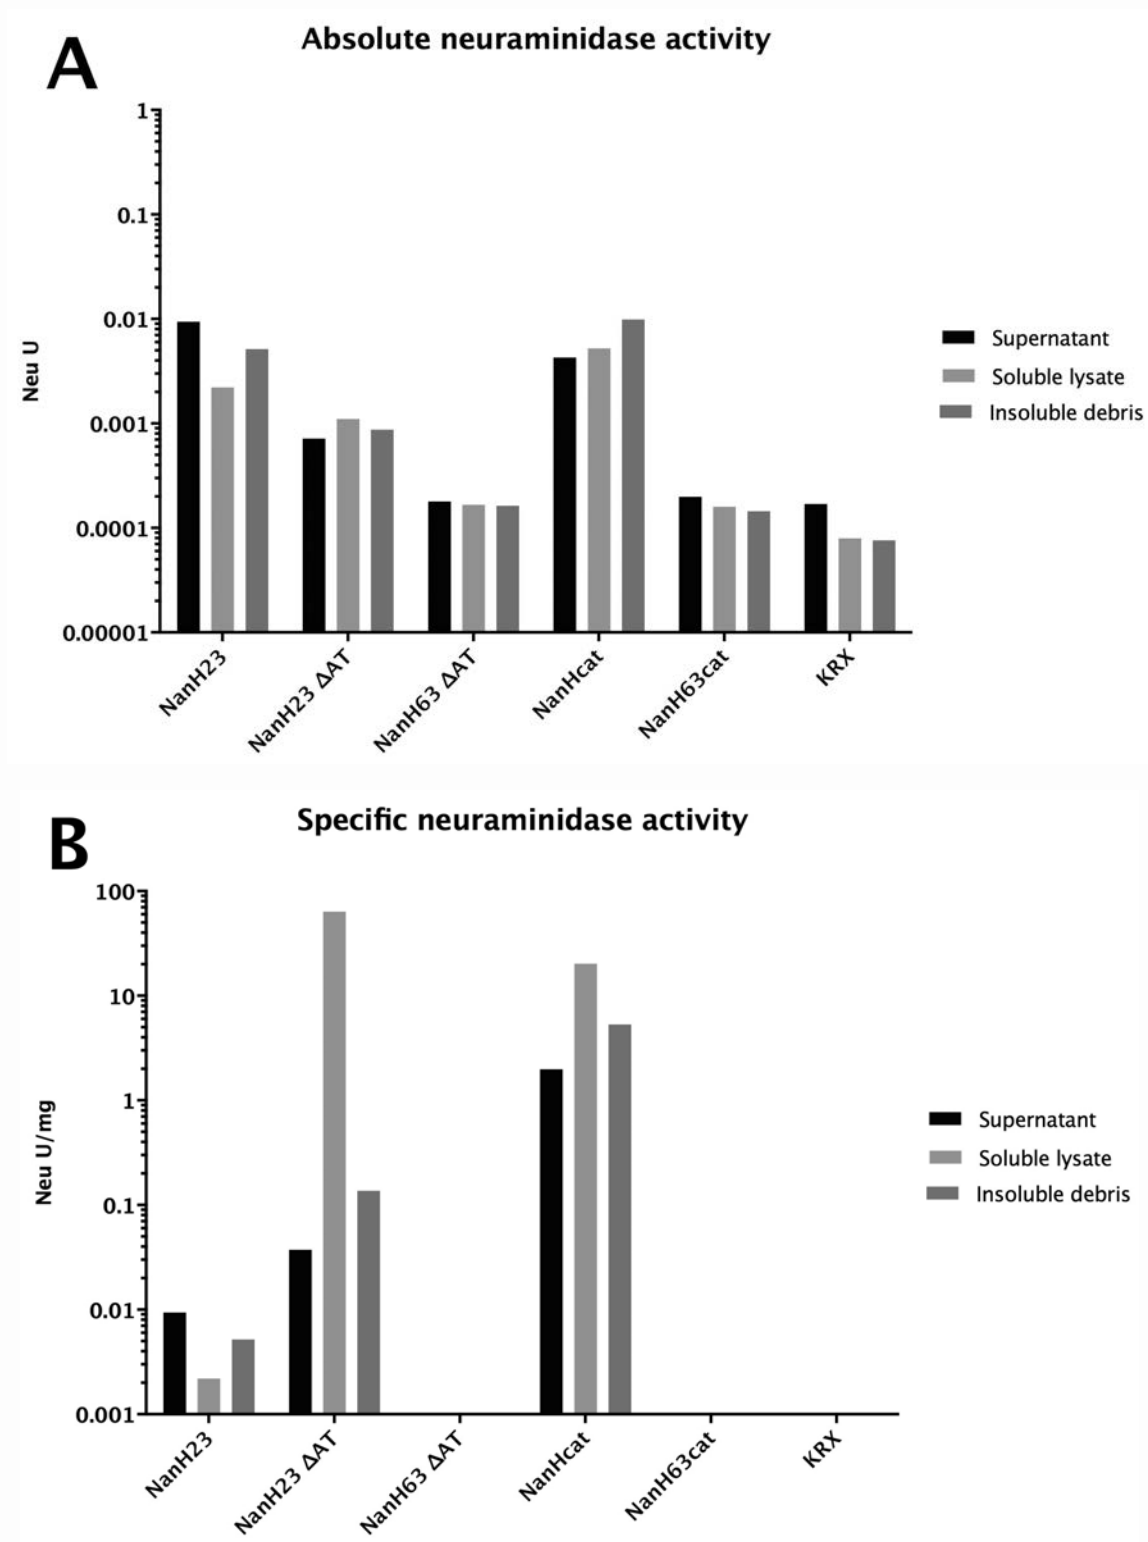 A
Absolute neuraminidase activity
1
0.1
0.01
0.001
0.0001
0.00001
Neu U
Supernatant
Soluble lysate
Insoluble debris
NanH23
NanH23 ΔAT
NanH63 ΔAT
NanHcat
NanH63cat
KRX
B
Specific neuraminidase activity
100
10
1
0.1
0.01
0.001
Neu U/mg
Supernatant
Soluble lysate
Insoluble debris
NanH23
NanH23 ΔAT
NanH63 ΔAT
NanHcat
NanH63cat
KRX